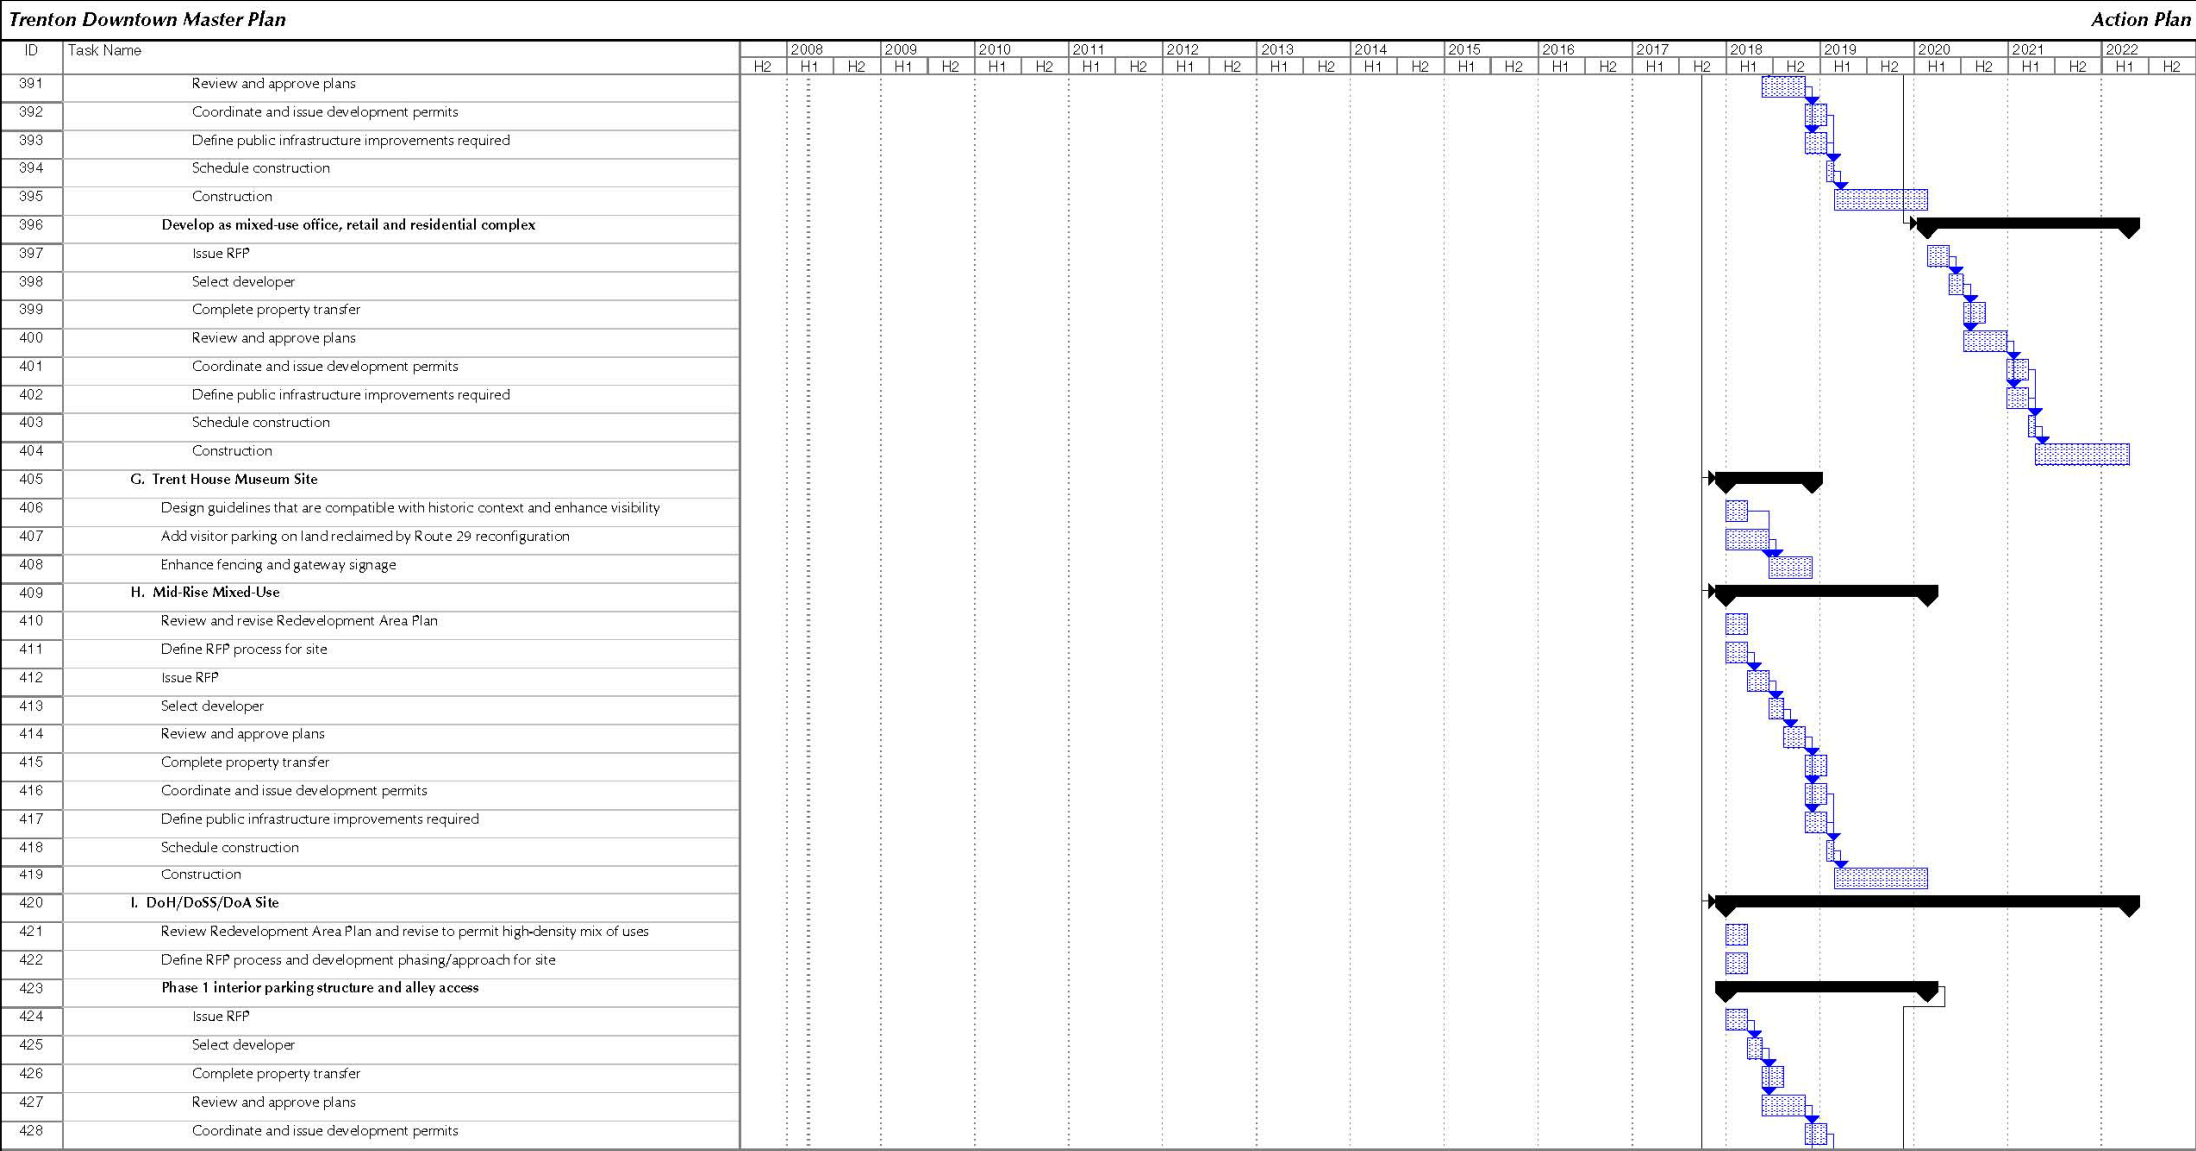 Trenton Downtown Master Plan Action Plan
ID Task Name 2008 2009 2010 2011 2012 2013 2014 2015 2016 2017 2018 2019 2020 2021 2022
H2 H1 H2 H1 H2 H1 H2 H1 H2 H1 H2 H1 H2 H1 H2 H1 H2 H1 H2 H1 H2 H1 H2 H1 H2 H1 H2 H1 H2 H1 H2
391 Review and approve plans
392 Coordinate and issue development permits
393 Define public infrastructure improvements required
394 Schedule construction
395 Construction
396 Develop as mixed-use office, retail and residential complex
397 Issue RFP
398 Select developer
399 Complete property transfer
400 Review and approve plans
401 Coordinate and issue development permits
402 Define public infrastructure improvements required
403 Schedule construction
404 Construction
405 G. Trent House Museum Site
406 Design guidelines that are compatible with historic context and enhance visibility
407 Add visitor parking on land reclaimed by Route 29 reconfiguration
408 Enhance fencing and gateway signage
409 H. Mid-Rise Mixed-Use
410 Review and revise Redevelopment Area Plan
411 Define RFP process for site
412 Issue RFP
413 Select developer
414 Review and approve plans
415 Complete property transfer
416 Coordinate and issue development permits
417 Define public infrastructure improvements required
418 Schedule construction
419 Construction
420 I. DoH/DoSS/DoA Site
421 Review Redevelopment Area Plan and revise to permit high-density mix of uses
422 Define RFP process and development phasing/approach for site
423 Phase 1 interior parking structure and alley access
424 Issue RFP
425 Select developer
426 Complete property transfer
427 Review and approve plans
428 Coordinate and issue development permits